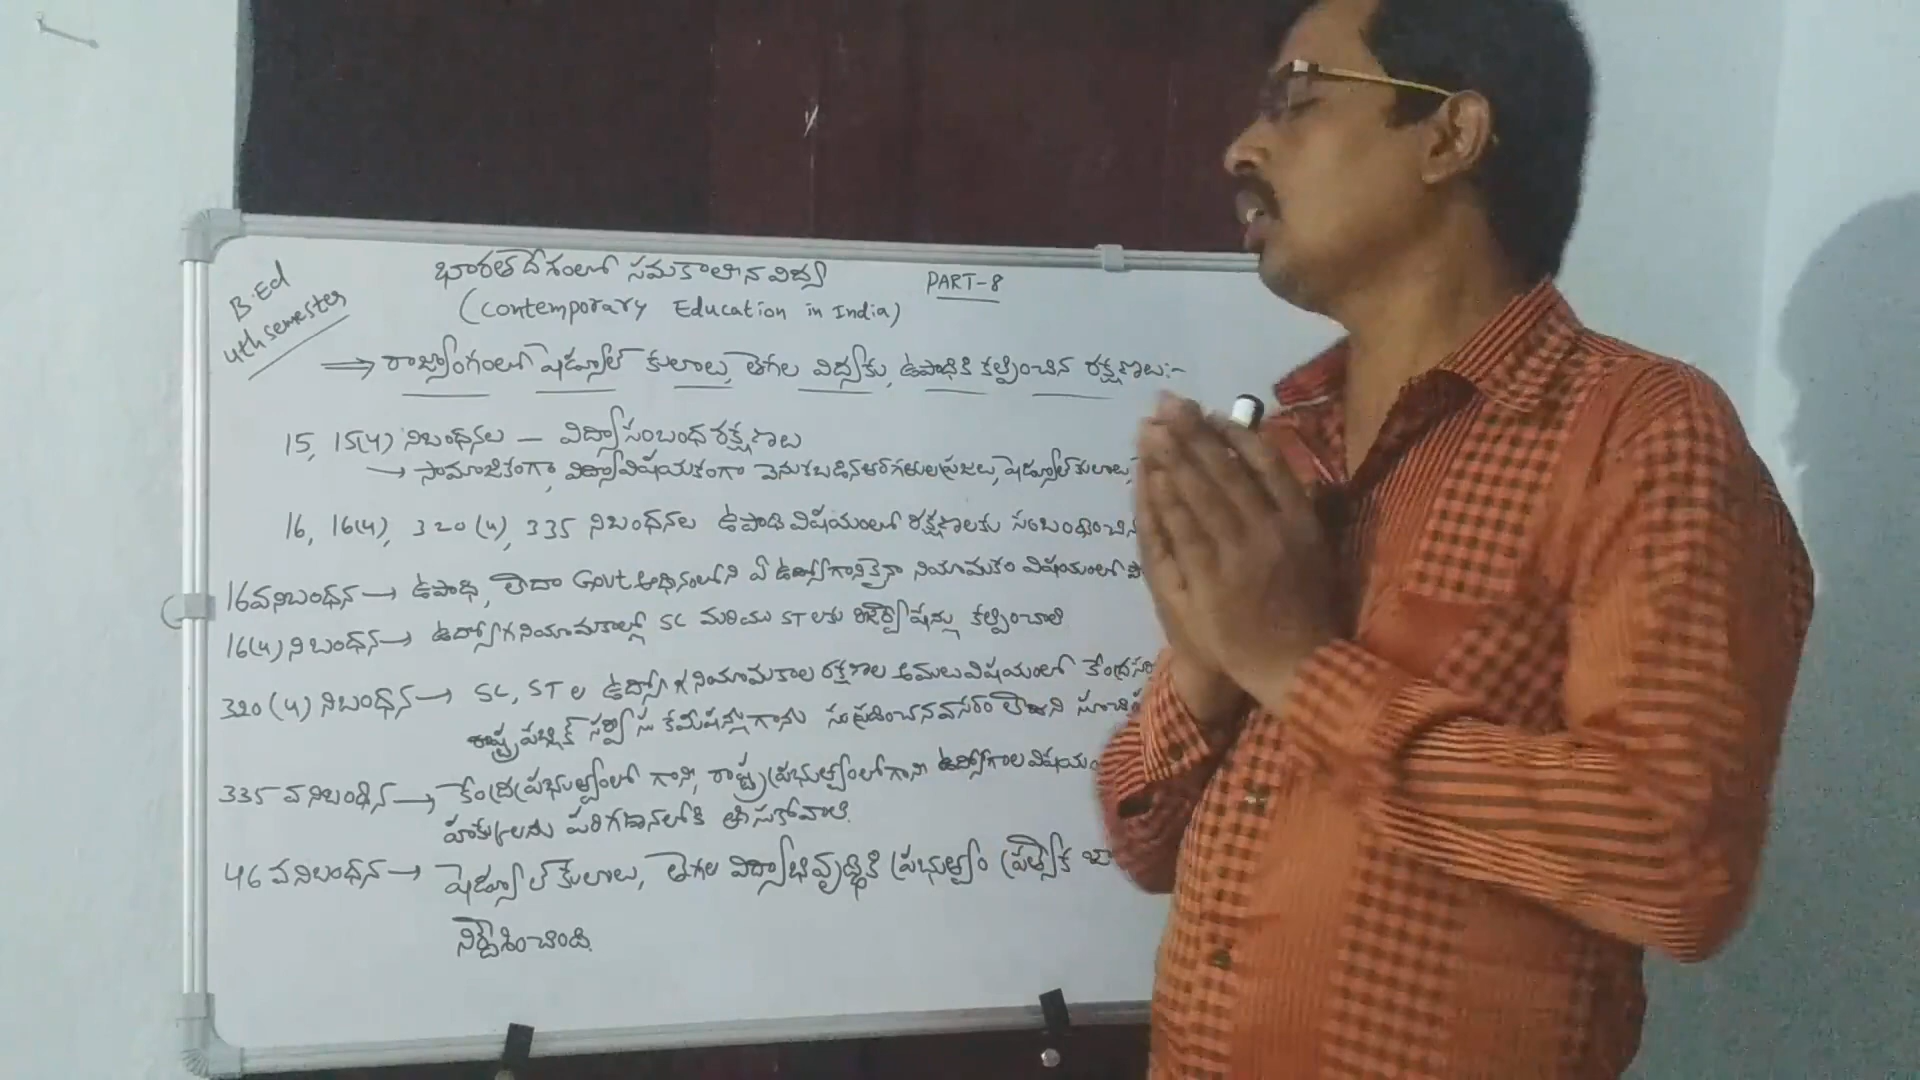 B.Ed
4th semester
భారతదేశంలో సమకాలీన విద్య PART-8
(Contemporary Education in India)
⇒ రాజ్యాంగంలో షెడ్యూల్ కులాలు, తెగల విద్యకు, ఉపాధికి కల్పించిన రక్షణలు:-
15, 15(4) నిబంధనల – విద్యాసంబంధ రక్షణలు
→ సామాజికంగా, విద్యావిషయకంగా వెనుకబడిన తరగతుల ప్రజలు, షెడ్యూల్ కులాలు,
16, 16(4), 320(4), 335 నిబంధనల ఉపాధి విషయంలో రక్షణలకు సంబంధించిన
16వ నిబంధన → ఉపాధి, లేదా Govt ఆధీనంలోని ఏ ఉద్యోగానికైనా నియామకం విషయంలో
16(4) నిబంధన → ఉద్యోగ నియామకాల్లో SC మరియు ST లకు రిజర్వేషన్లు కల్పించాలి
320(4) నిబంధన → SC, ST ల ఉద్యోగ నియామకాల రక్షణల అమలు విషయంలో కేంద్ర
రాష్ట్ర పబ్లిక్ సర్వీస్ కమీషన్లుగాను సంప్రదించనవసరం లేదని
335 వ నిబంధన → కేంద్ర ప్రభుత్వంలో గాని, రాష్ట్ర ప్రభుత్వంలో గాని ఉద్యోగాల
హక్కులను పరిగణనలోకి తీసుకోవాలి.
46 వ నిబంధన → షెడ్యూల్ కులాలు, తెగల విద్యాభివృద్ధికి ప్రభుత్వం ప్రత్యేక
నిర్దేశించింది.